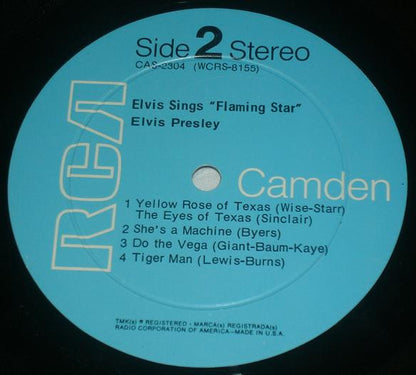 Side 2 Stereo
CAS-2304 (WCRS-8155)
Elvis Sings "Flaming Star"
Elvis Presley
RCA
Camden
1 Yellow Rose of Texas (Wise-Starr)
The Eyes of Texas (Sinclair)
2 She's a Machine (Byers)
3 Do the Vega (Giant-Baum-Kaye)
4 Tiger Man (Lewis-Burns)
TMK(s) ® REGISTERED • MARCA(s) REGISTRADA(s)
RADIO CORPORATION OF AMERICA—MADE IN U.S.A.